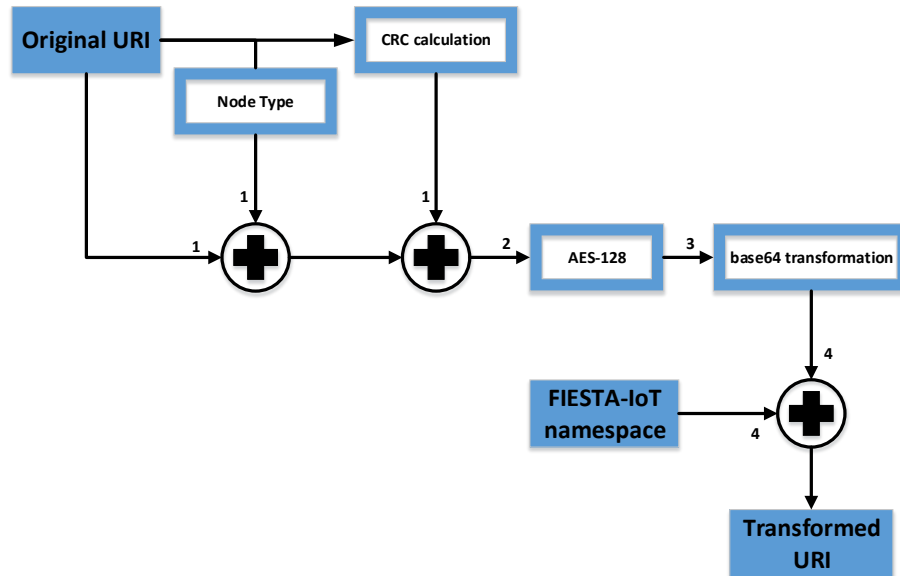 Original URI
CRC calculation
Node Type
1
1
1
2
AES-128
3
base64 transformation
4
FIESTA-IoT
namespace
4
Transformed
URI